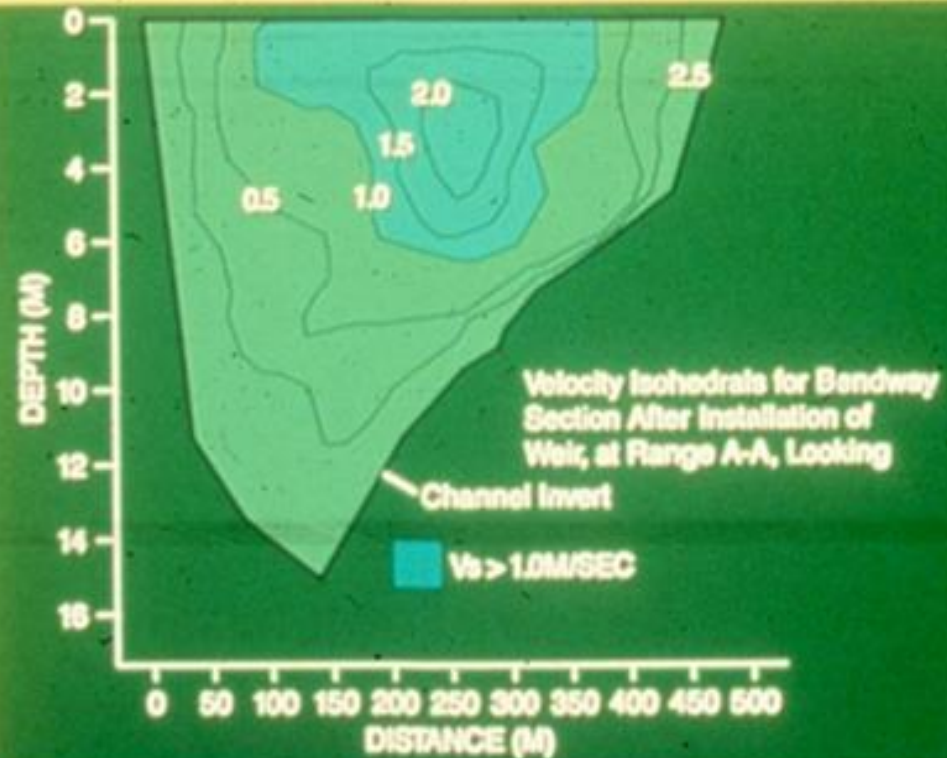 0
2
4
6
8
10
12
14
16
DEPTH (M)
2.5
2.0
1.5
0.5
1.0
Velocity Isohedrals for Bendway
Section After Installation of
Weir, at Range A-A, Looking
Channel Invert
Vs > 1.0M/SEC
0 50 100 150 200 250 300 350 400 450 500
DISTANCE (M)